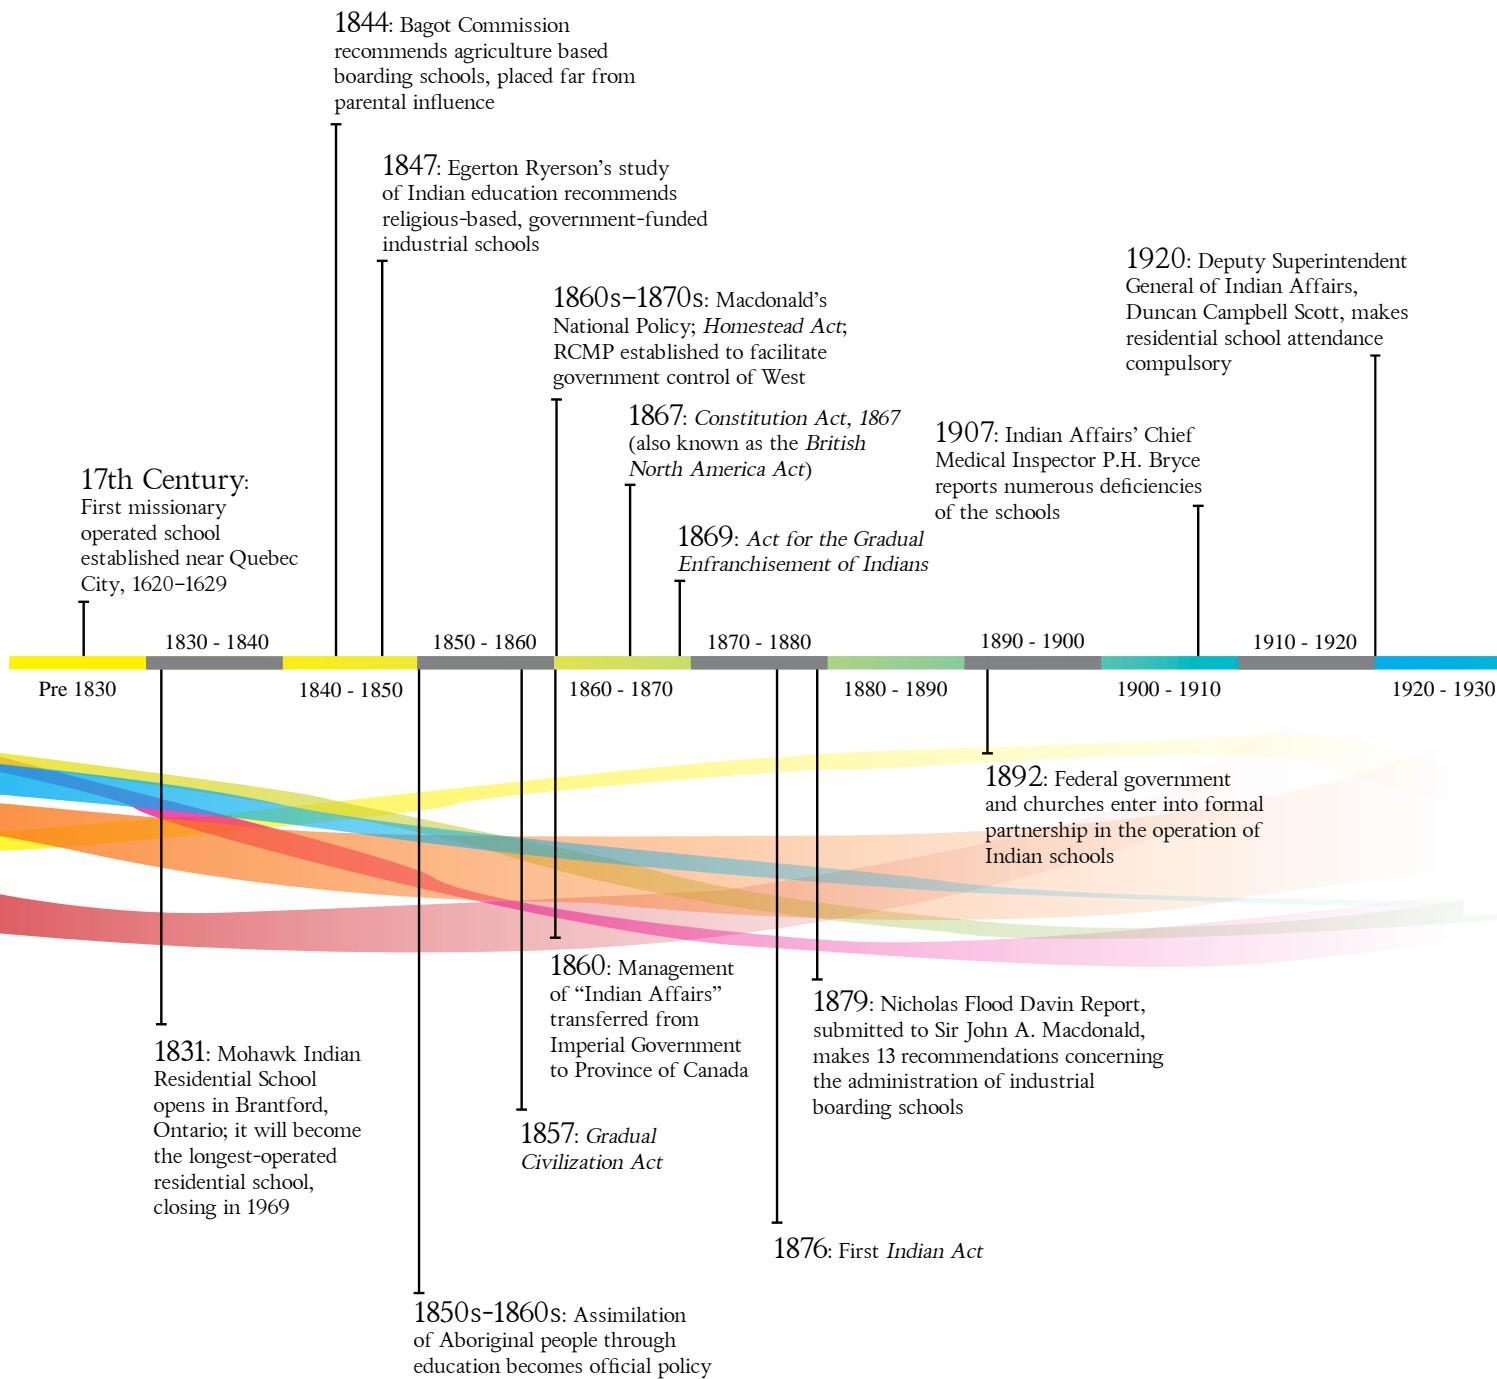 1844: Bagot Commission
recommends agriculture based
boarding schools, placed far from
parental influence
1847: Egerton Ryerson’s study
of Indian education recommends
religious-based, government-funded
industrial schools
1860s–1870s: Macdonald’s
National Policy; Homestead Act;
RCMP established to facilitate
government control of West
1920: Deputy Superintendent
General of Indian Affairs,
Duncan Campbell Scott, makes
residential school attendance
compulsory
1867: Constitution Act, 1867
(also known as the British
North America Act)
1907: Indian Affairs’ Chief
Medical Inspector P.H. Bryce
reports numerous deficiencies
of the schools
17th Century:
First missionary
operated school
established near Quebec
City, 1620–1629
1869: Act for the Gradual
Enfranchisement of Indians
1830 - 1840
1850 - 1860
1870 - 1880
1890 - 1900
1910 - 1920
Pre 1830
1840 - 1850
1860 - 1870
1880 - 1890
1900 - 1910
1920 - 1930
1892: Federal government
and churches enter into formal
partnership in the operation of
Indian schools
1860: Management
of “Indian Affairs”
transferred from
Imperial Government
to Province of Canada
1879: Nicholas Flood Davin Report,
submitted to Sir John A. Macdonald,
makes 13 recommendations concerning
the administration of industrial
boarding schools
1831: Mohawk Indian
Residential School
opens in Brantford,
Ontario; it will become
the longest-operated
residential school,
closing in 1969
1857: Gradual
Civilization Act
1876: First Indian Act
1850s–1860s: Assimilation
of Aboriginal people through
education becomes official policy